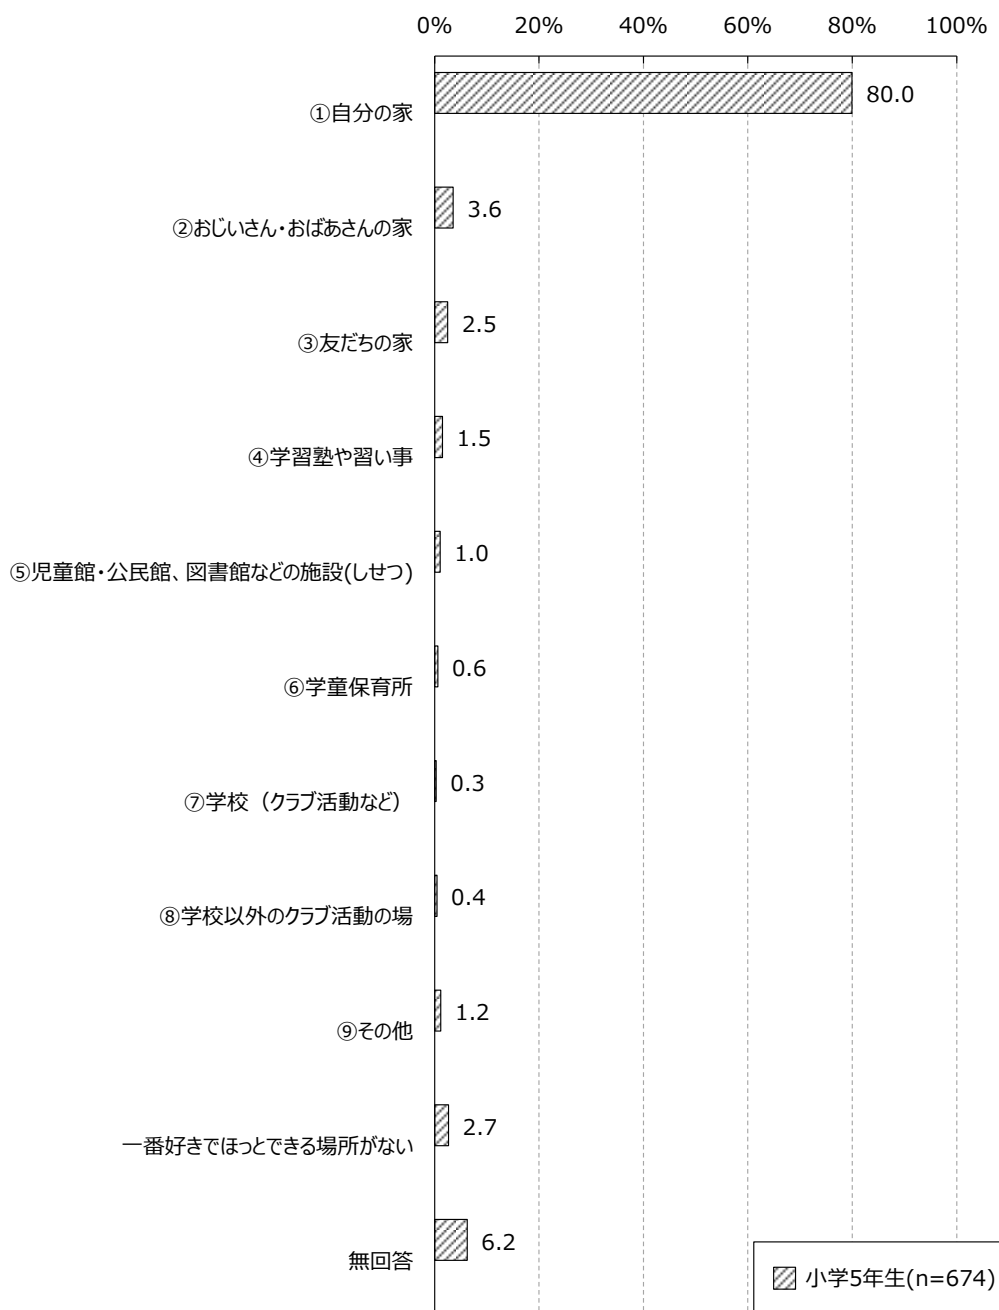 0% 20% 40% 60% 80% 100%
①自分の家 80.0
②おじいさん・おばあさんの家 3.6
③友だちの家 2.5
④学習塾や習い事 1.5
⑤児童館・公民館、図書館などの施設(しせつ) 1.0
⑥学童保育所 0.6
⑦学校（クラブ活動など） 0.3
⑧学校以外のクラブ活動の場 0.4
⑨その他 1.2
一番好きでほっとできる場所がない 2.7
無回答 6.2
小学5年生(n=674)